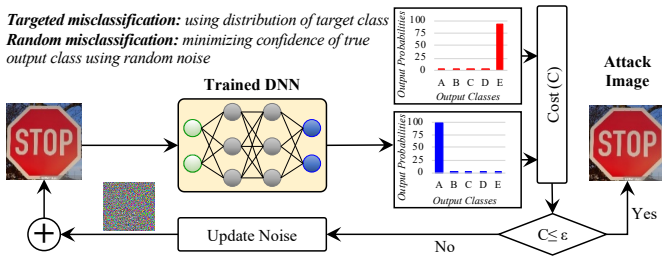 Targeted misclassification: using distribution of target class
Random misclassification: minimizing confidence of true
output class using random noise
Trained DNN
STOP
Output Probabilities
100
75
50
25
0
A B C D E
Output Classes
Output Probabilities
100
75
50
25
0
A B C D E
Output Classes
Cost (C)
Attack
Image
STOP
C≤ ε
Yes
No
Update Noise
+